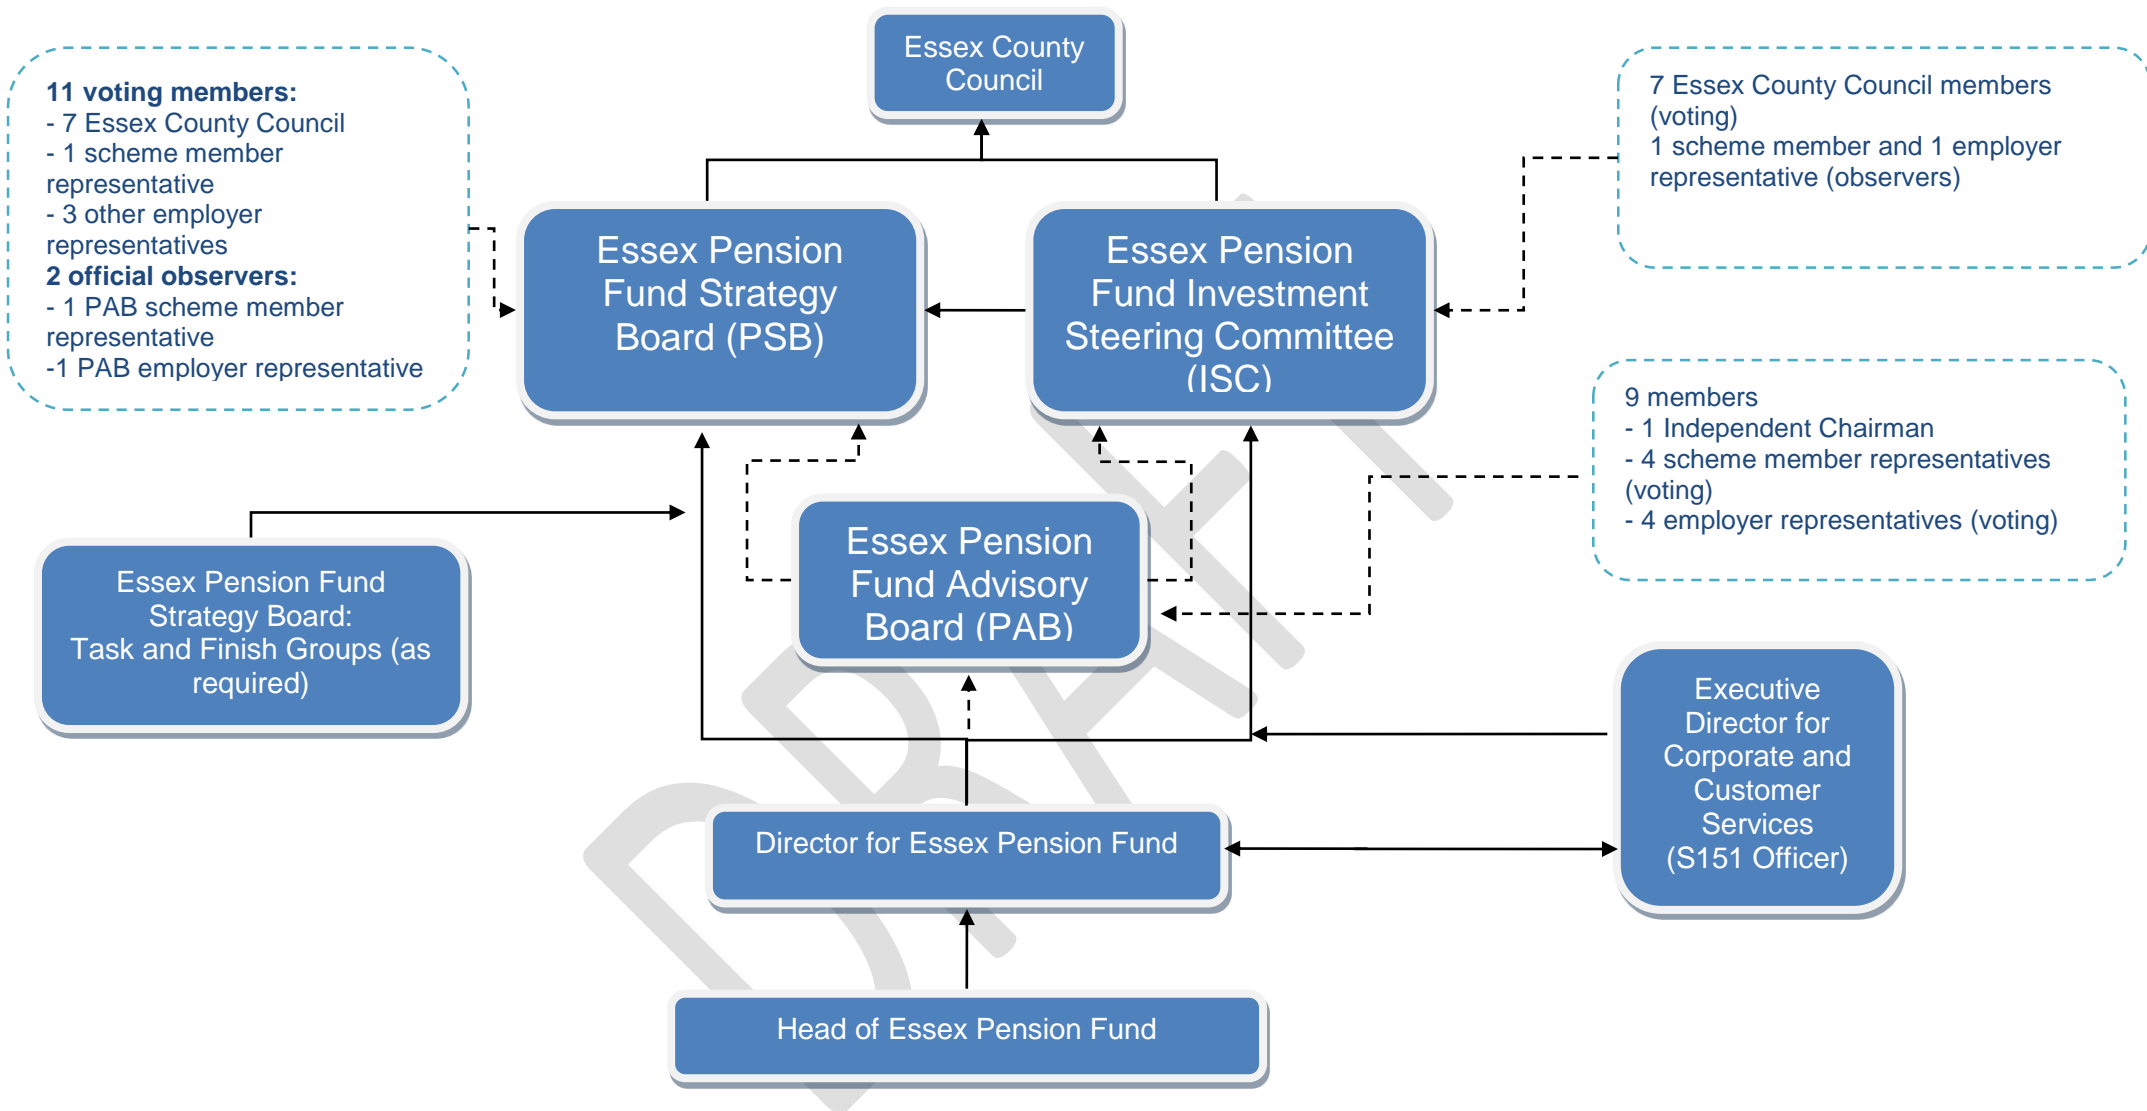 Essex County
Council
11 voting members:
- 7 Essex County Council
- 1 scheme member
representative
- 3 other employer
representatives
2 official observers:
- 1 PAB scheme member
representative
-1 PAB employer representative
7 Essex County Council members
(voting)
1 scheme member and 1 employer
representative (observers)
Essex Pension
Fund Strategy
Board (PSB)
Essex Pension
Fund Investment
Steering Committee
(ISC)
9 members
- 1 Independent Chairman
- 4 scheme member representatives
(voting)
- 4 employer representatives (voting)
Essex Pension
Fund Advisory
Board (PAB)
Essex Pension Fund
Strategy Board:
Task and Finish Groups (as
required)
Executive
Director for
Corporate and
Customer
Services
(S151 Officer)
Director for Essex Pension Fund
Head of Essex Pension Fund
DRAFT